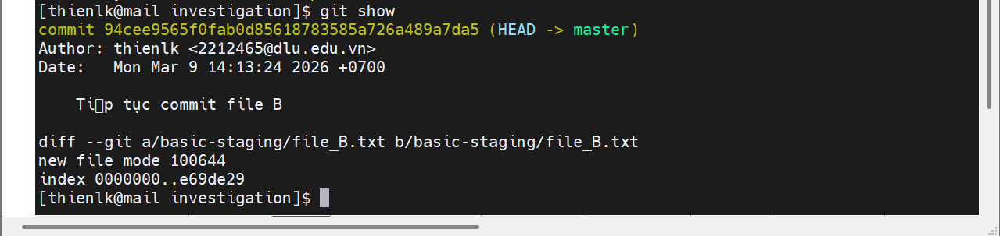 [thienlk@mail investigation]$ git show
commit 94cee9565f0fab0d85618783585a726a489a7da5 (HEAD -> master)
Author: thienlk <2212465@dlu.edu.vn>
Date:   Mon Mar 9 14:13:24 2026 +0700
    Ti▯p tục commit file B
diff --git a/basic-staging/file_B.txt b/basic-staging/file_B.txt
new file mode 100644
index 0000000..e69de29
[thienlk@mail investigation]$